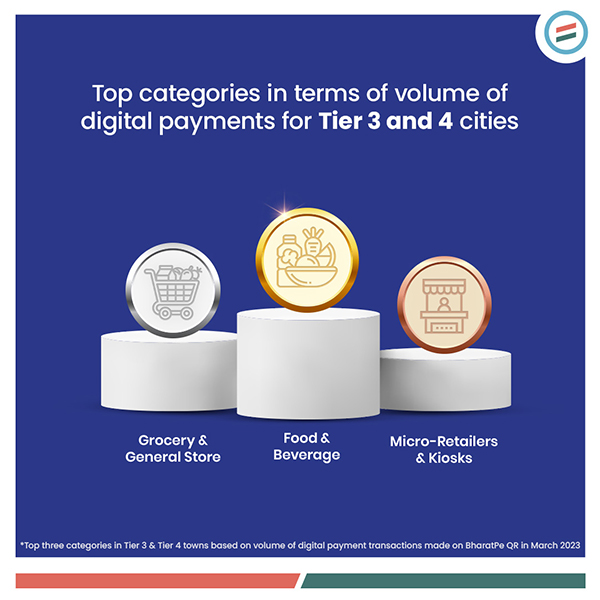 Top categories in terms of volume of
digital payments for Tier 3 and 4 cities
Grocery &
General Store
Food &
Beverage
Micro-Retailers
& Kiosks
*Top three categories in Tier 3 & Tier 4 towns based on volume of digital payment transactions made on BharatPe QR in March 2023